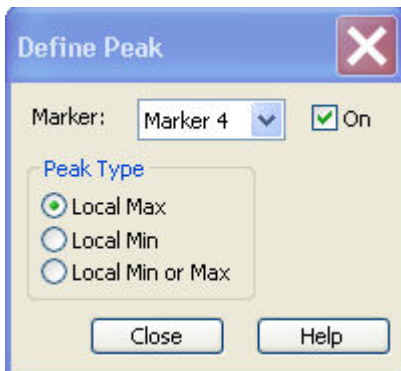 Define Peak
Marker: Marker 4 On
Peak Type
Local Max
Local Min
Local Min or Max
Close Help